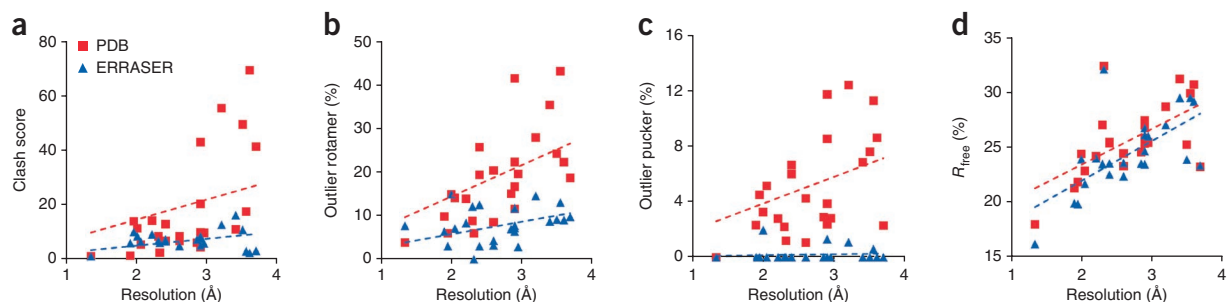 a
80
60
40
20
0
Clash score
PDB
ERRASER
1 2 3 4
Resolution (Å)
b
50
40
30
20
10
0
Outlier rotamer (%)
1 2 3 4
Resolution (Å)
c
16
12
8
4
0
Outlier pucker (%)
1 2 3 4
Resolution (Å)
d
35
30
25
20
15
Rfree (%)
1 2 3 4
Resolution (Å)